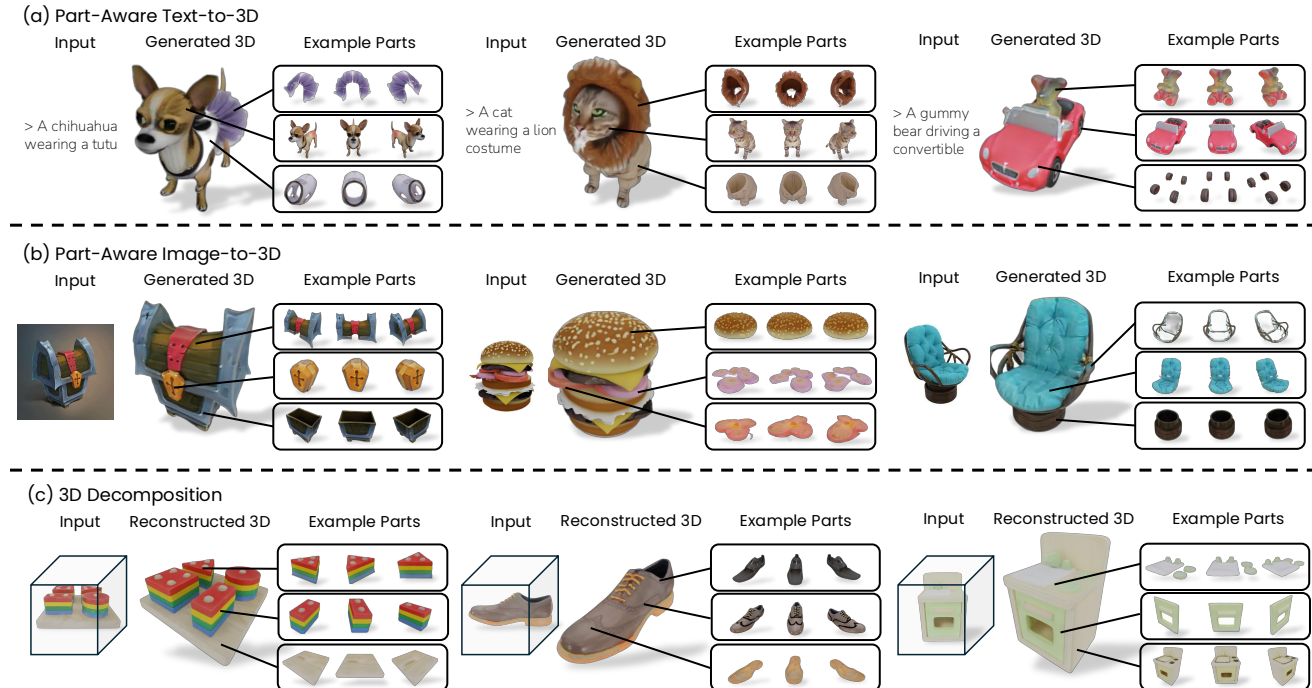 (a) Part-Aware Text-to-3D
Input Generated 3D Example Parts Input Generated 3D Example Parts Input Generated 3D Example Parts
> A chihuahua
wearing a tutu
> A cat
wearing a lion
costume
> A gummy
bear driving a
convertible
(b) Part-Aware Image-to-3D
Input Generated 3D Example Parts Input Generated 3D Example Parts Input Generated 3D Example Parts
(c) 3D Decomposition
Input Reconstructed 3D Example Parts Input Reconstructed 3D Example Parts Input Reconstructed 3D Example Parts